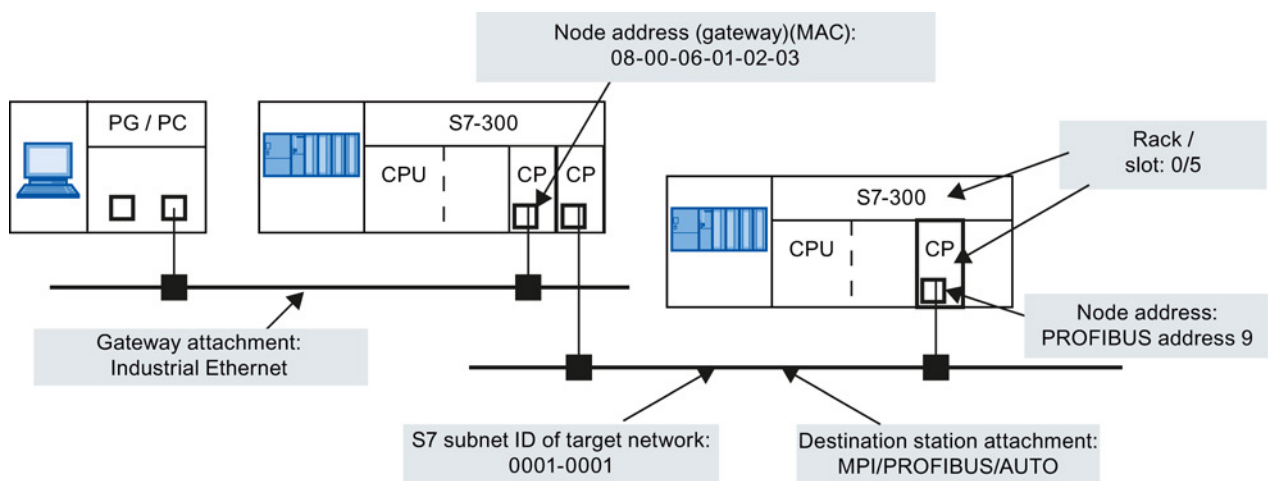 Node address (gateway)(MAC):
08-00-06-01-02-03
PG / PC
S7-300
CPU
CP
CP
Rack /
slot: 0/5
S7-300
CPU
CP
Node address:
PROFIBUS address 9
Gateway attachment:
Industrial Ethernet
S7 subnet ID of target network:
0001-0001
Destination station attachment:
MPI/PROFIBUS/AUTO